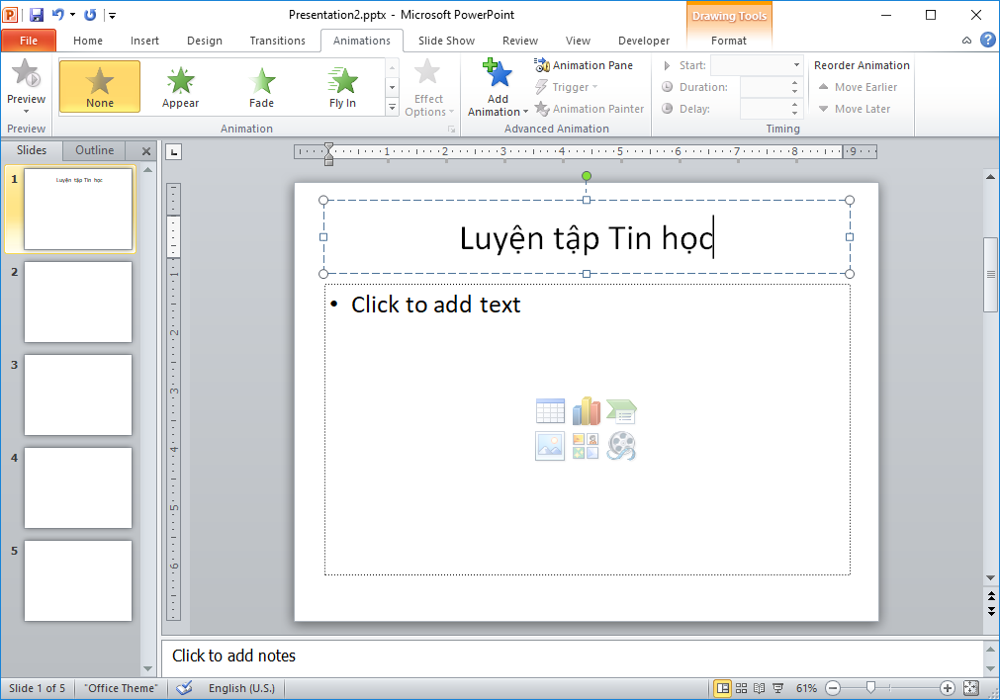 Presentation2.pptx - Microsoft PowerPoint
Drawing Tools
File Home Insert Design Transitions Animations Slide Show Review View Developer Format
Preview
Preview
None
Appear
Fade
Fly In
Animation
Effect
Options
Add
Animation
Animation Pane
Trigger
Animation Painter
Advanced Animation
Start:
Duration:
Delay:
Timing
Reorder Animation
Move Earlier
Move Later
Slides Outline
1 2 3 4 5 6 7 8 9
1
Luyện tập Tin học
2
3
4
5
1
2
3
4
5
6
Luyện tập Tin học
• Click to add text
Click to add notes
Slide 1 of 5 "Office Theme" English (U.S.) 61%